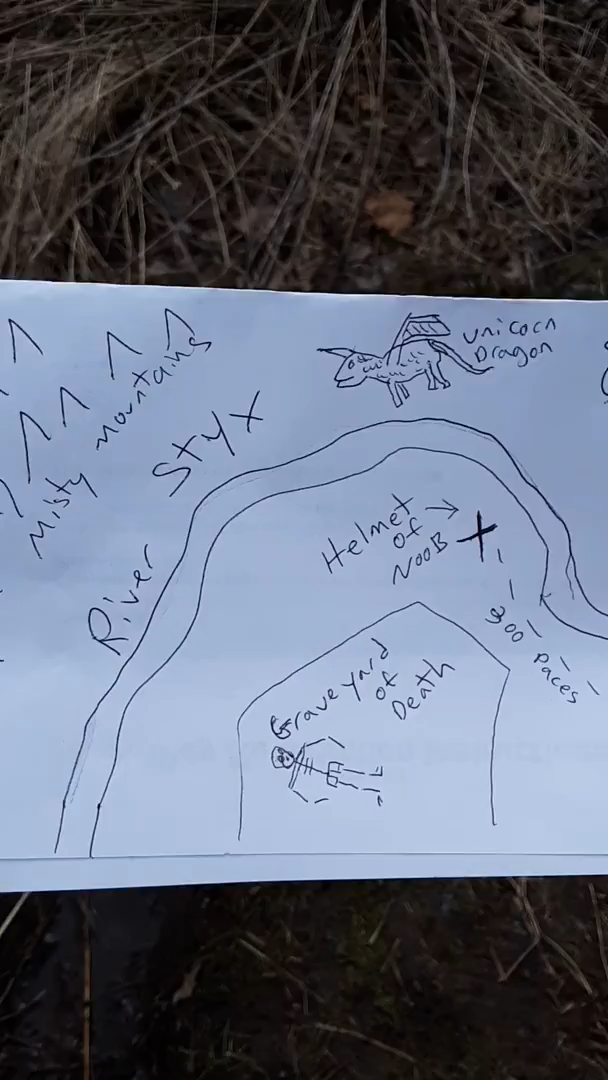 Unicorn
Dragon
Misty mountains
River Styx
Helmet
of
NOOB
300 paces
Graveyard
of
Death